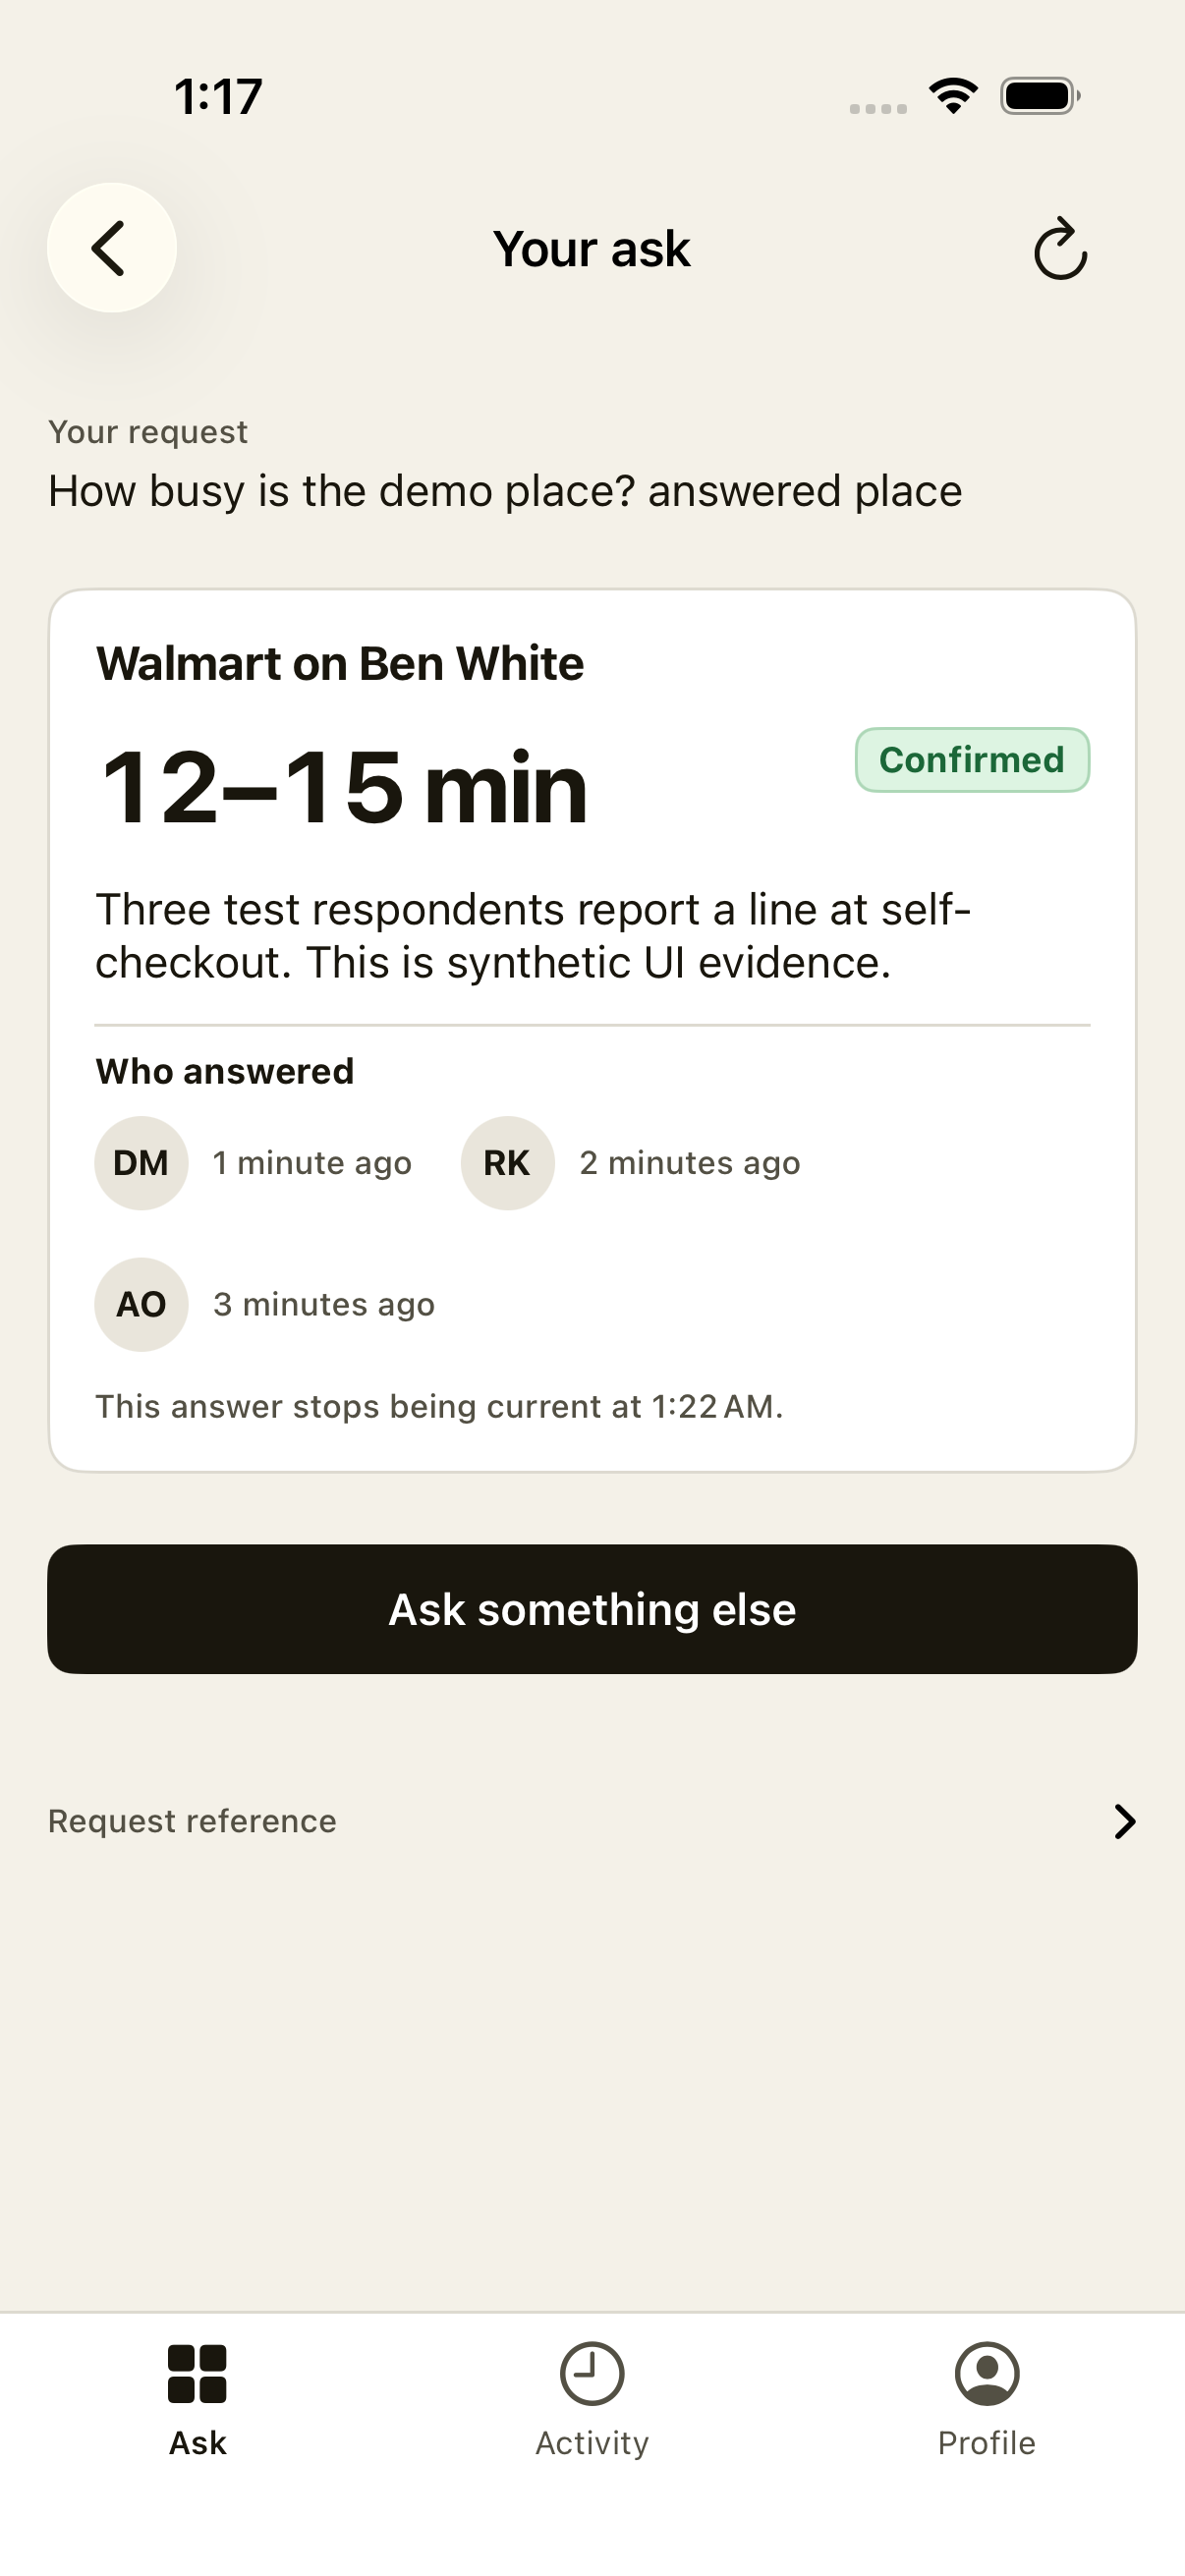 1:17
Your ask
Your request
How busy is the demo place? answered place
Walmart on Ben White
12–15 min
Confirmed
Three test respondents report a line at self-
checkout. This is synthetic UI evidence.
Who answered
DM 1 minute ago RK 2 minutes ago
AO 3 minutes ago
This answer stops being current at 1:22 AM.
Ask something else
Request reference
Ask Activity Profile